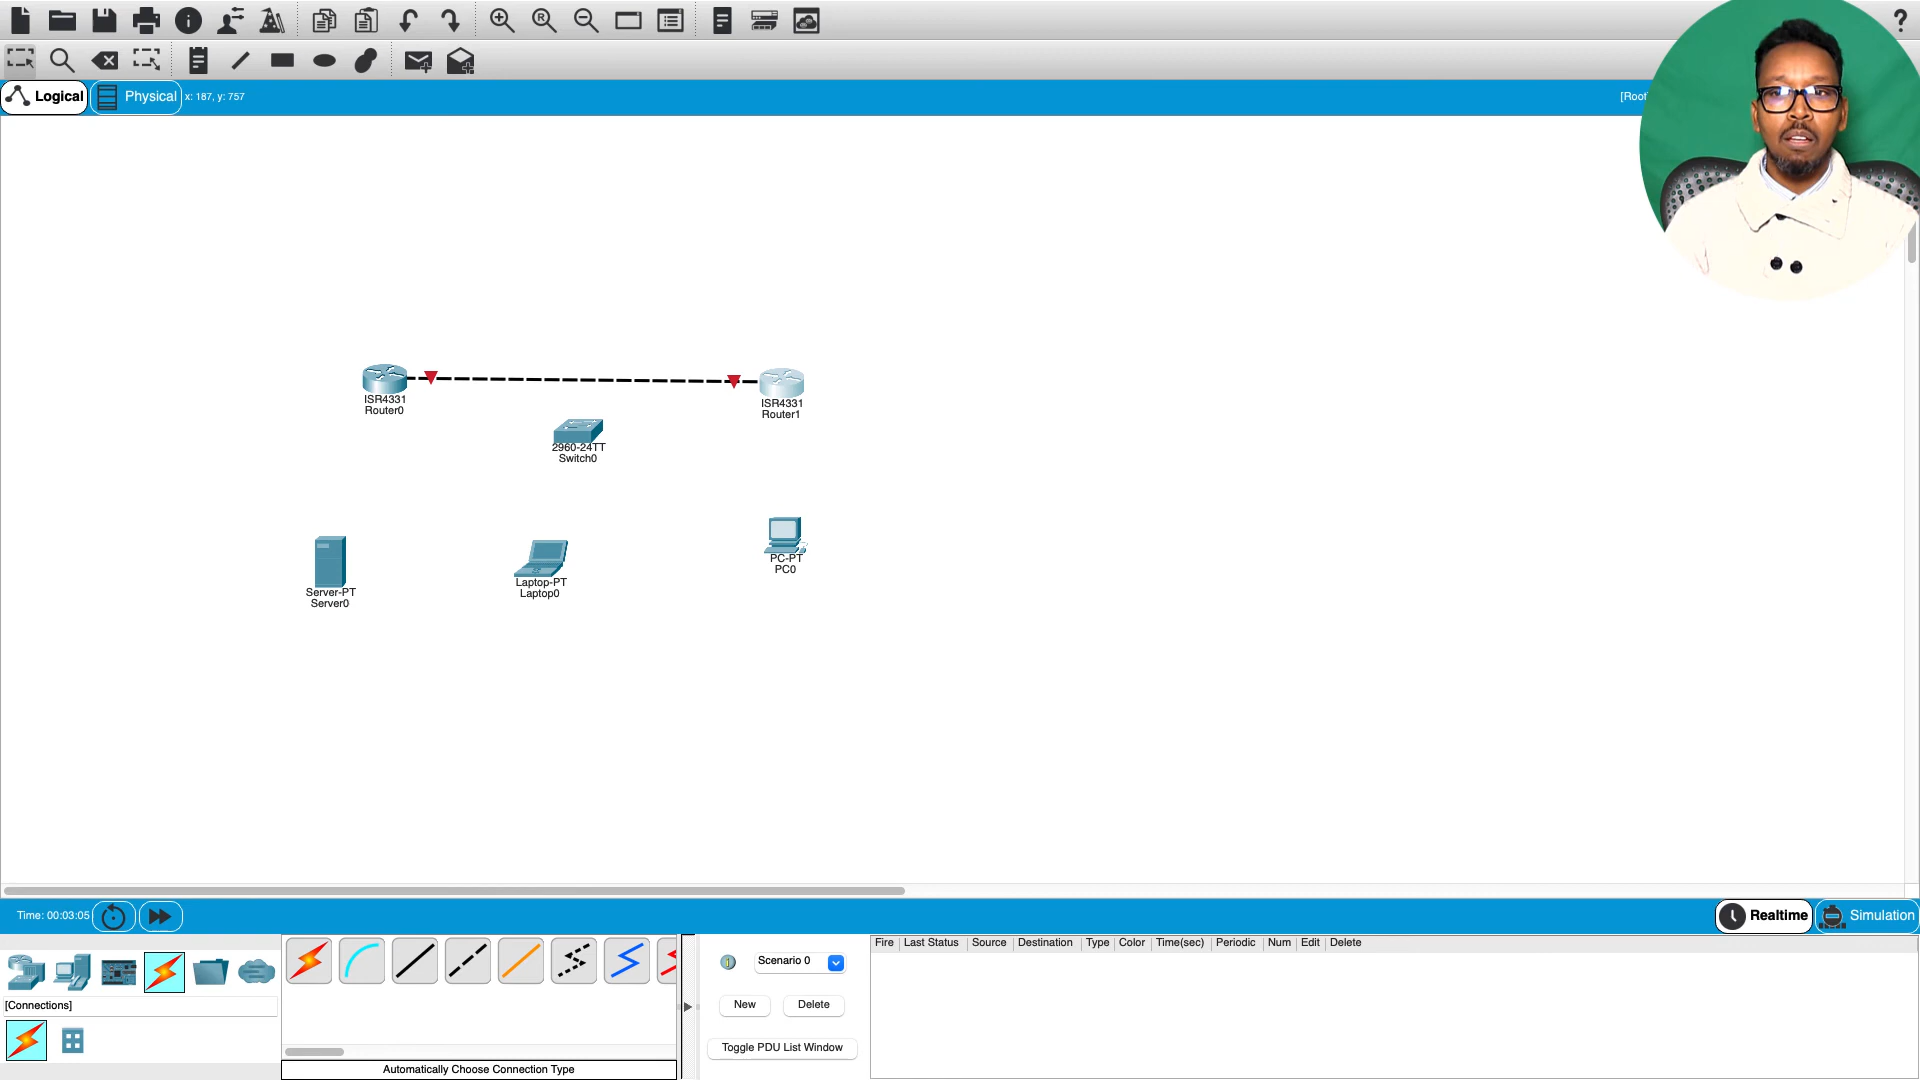 R
?
Logical
Physical
x: 187, y: 757
[Root
ISR4331
Router0
ISR4331
Router1
2960-24TT
Switch0
Server-PT
Server0
Laptop-PT
Laptop0
PC-PT
PC0
Time: 00:03:05
Realtime
Simulation
Fire Last Status Source Destination Type Color Time(sec) Periodic Num Edit Delete
Scenario 0
[Connections]
New Delete
Toggle PDU List Window
Automatically Choose Connection Type